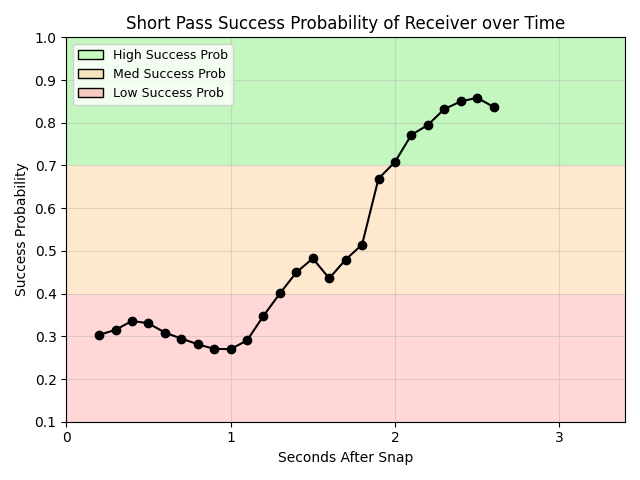 Short Pass Success Probability of Receiver over Time
High Success Prob
Med Success Prob
Low Success Prob
Success Probability
1.0
0.9
0.8
0.7
0.6
0.5
0.4
0.3
0.2
0.1
0 1 2 3
Seconds After Snap